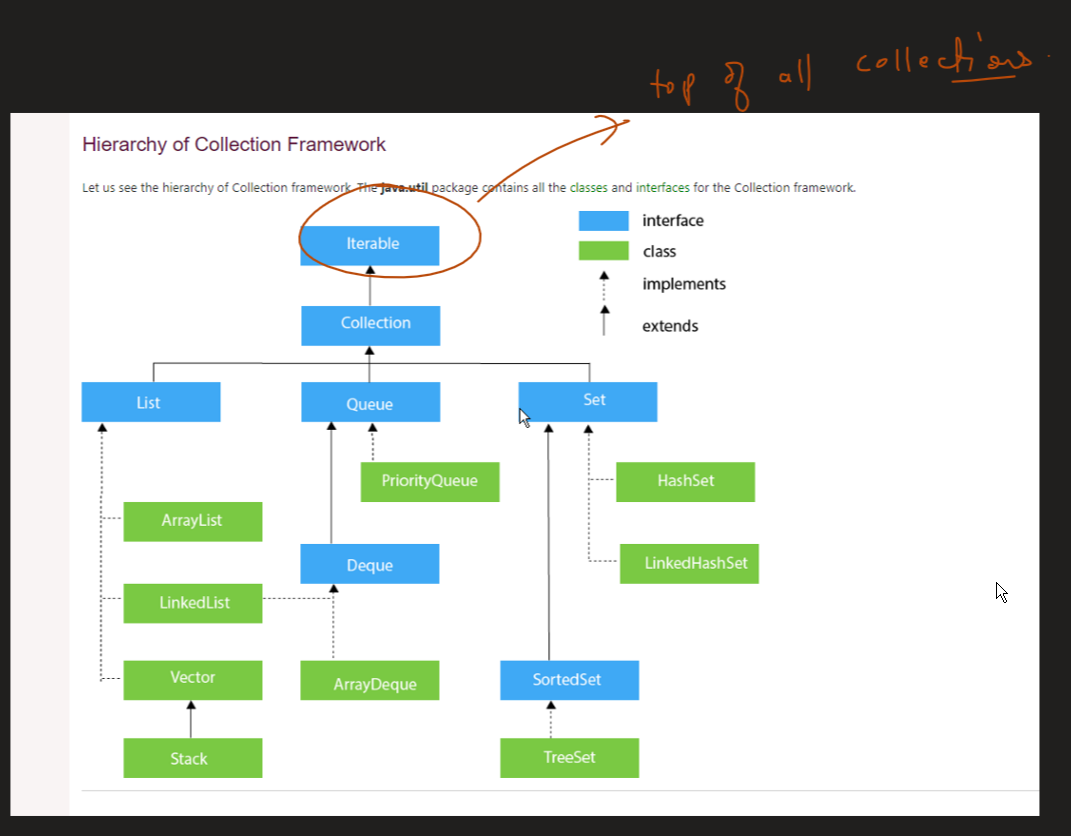 top of all collections.
Hierarchy of Collection Framework
Let us see the hierarchy of Collection framework. The java.util package contains all the classes and interfaces for the Collection framework.
interface
Iterable
class
implements
Collection
extends
List
Queue
Set
PriorityQueue
HashSet
ArrayList
Deque
LinkedHashSet
LinkedList
Vector
ArrayDeque
SortedSet
Stack
TreeSet